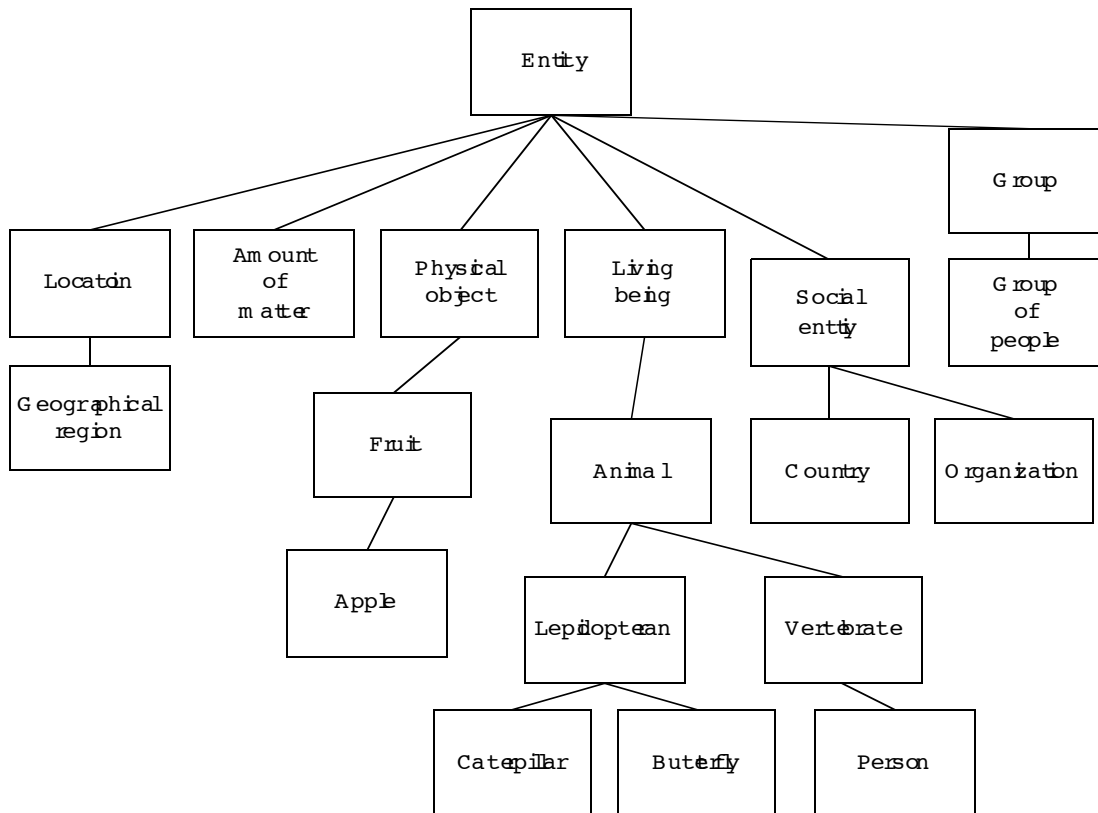 Entity
Group
Location
Amount
of
matter
Physical
object
Living
being
Social
entity
Group
of
people
Geographical
region
Fruit
Animal
Country
Organization
Apple
Lepidopteran
Vertebrate
Caterpillar
Butterfly
Person